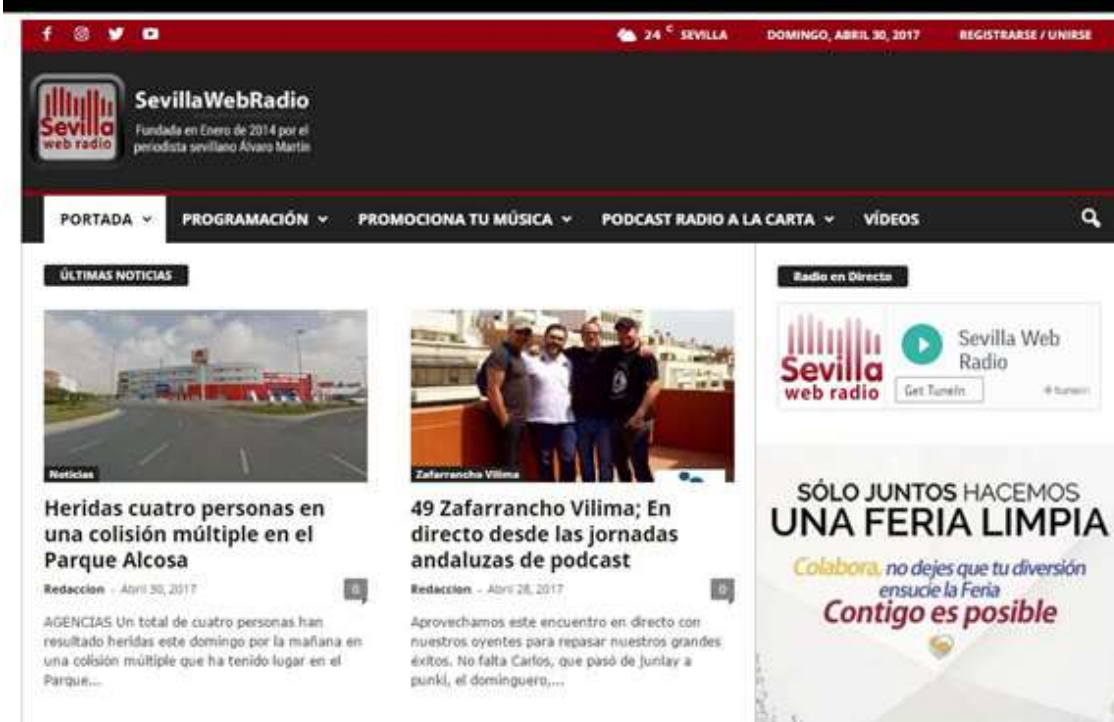 24 C SEVILLA
DOMINGO, ABRIL 30, 2017
REGISTRARSE / UNIRSE
Sevilla
web radio
SevillaWebRadio
Fundada en Enero de 2014 por el
periodista sevillano Álvaro Martín
PORTADA
PROGRAMACIÓN
PROMOCIONA TU MÚSICA
PODCAST RADIO A LA CARTA
VÍDEOS
ÚLTIMAS NOTICIAS
Noticias
Heridas cuatro personas en
una colisión múltiple en el
Parque Alcosa
Redaccion - Abril 30, 2017
0
AGENCIAS Un total de cuatro personas han
resultado heridas este domingo por la mañana en
una colisión múltiple que ha tenido lugar en el
Parque...
Zafarrancho Vilima
49 Zafarrancho Vilima; En
directo desde las jornadas
andaluzas de podcast
Redaccion - Abril 28, 2017
0
Aprovechamos este encuentro en directo con
nuestros oyentes para repasar nuestros grandes
éxitos. No falta Carlos, que pasó de junlay a
punki, el dominguero,...
Radio en Directo
Sevilla
web radio
Sevilla Web
Radio
Get TuneIn
tunein
SÓLO JUNTOS HACEMOS
UNA FERIA LIMPIA
Colabora, no dejes que tu diversión
ensucie la Feria
Contigo es posible